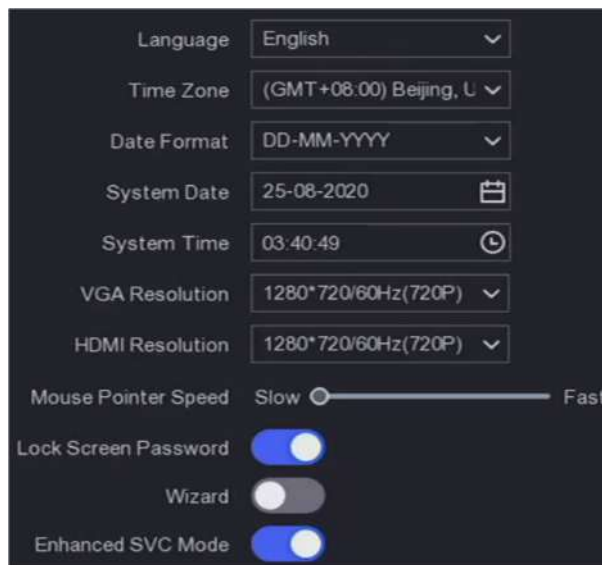 Language English
Time Zone (GMT+08:00) Beijing, U
Date Format DD-MM-YYYY
System Date 25-08-2020
System Time 03:40:49
VGA Resolution 1280*720/60Hz(720P)
HDMI Resolution 1280*720/60Hz(720P)
Mouse Pointer Speed Slow Fast
Lock Screen Password
Wizard
Enhanced SVC Mode